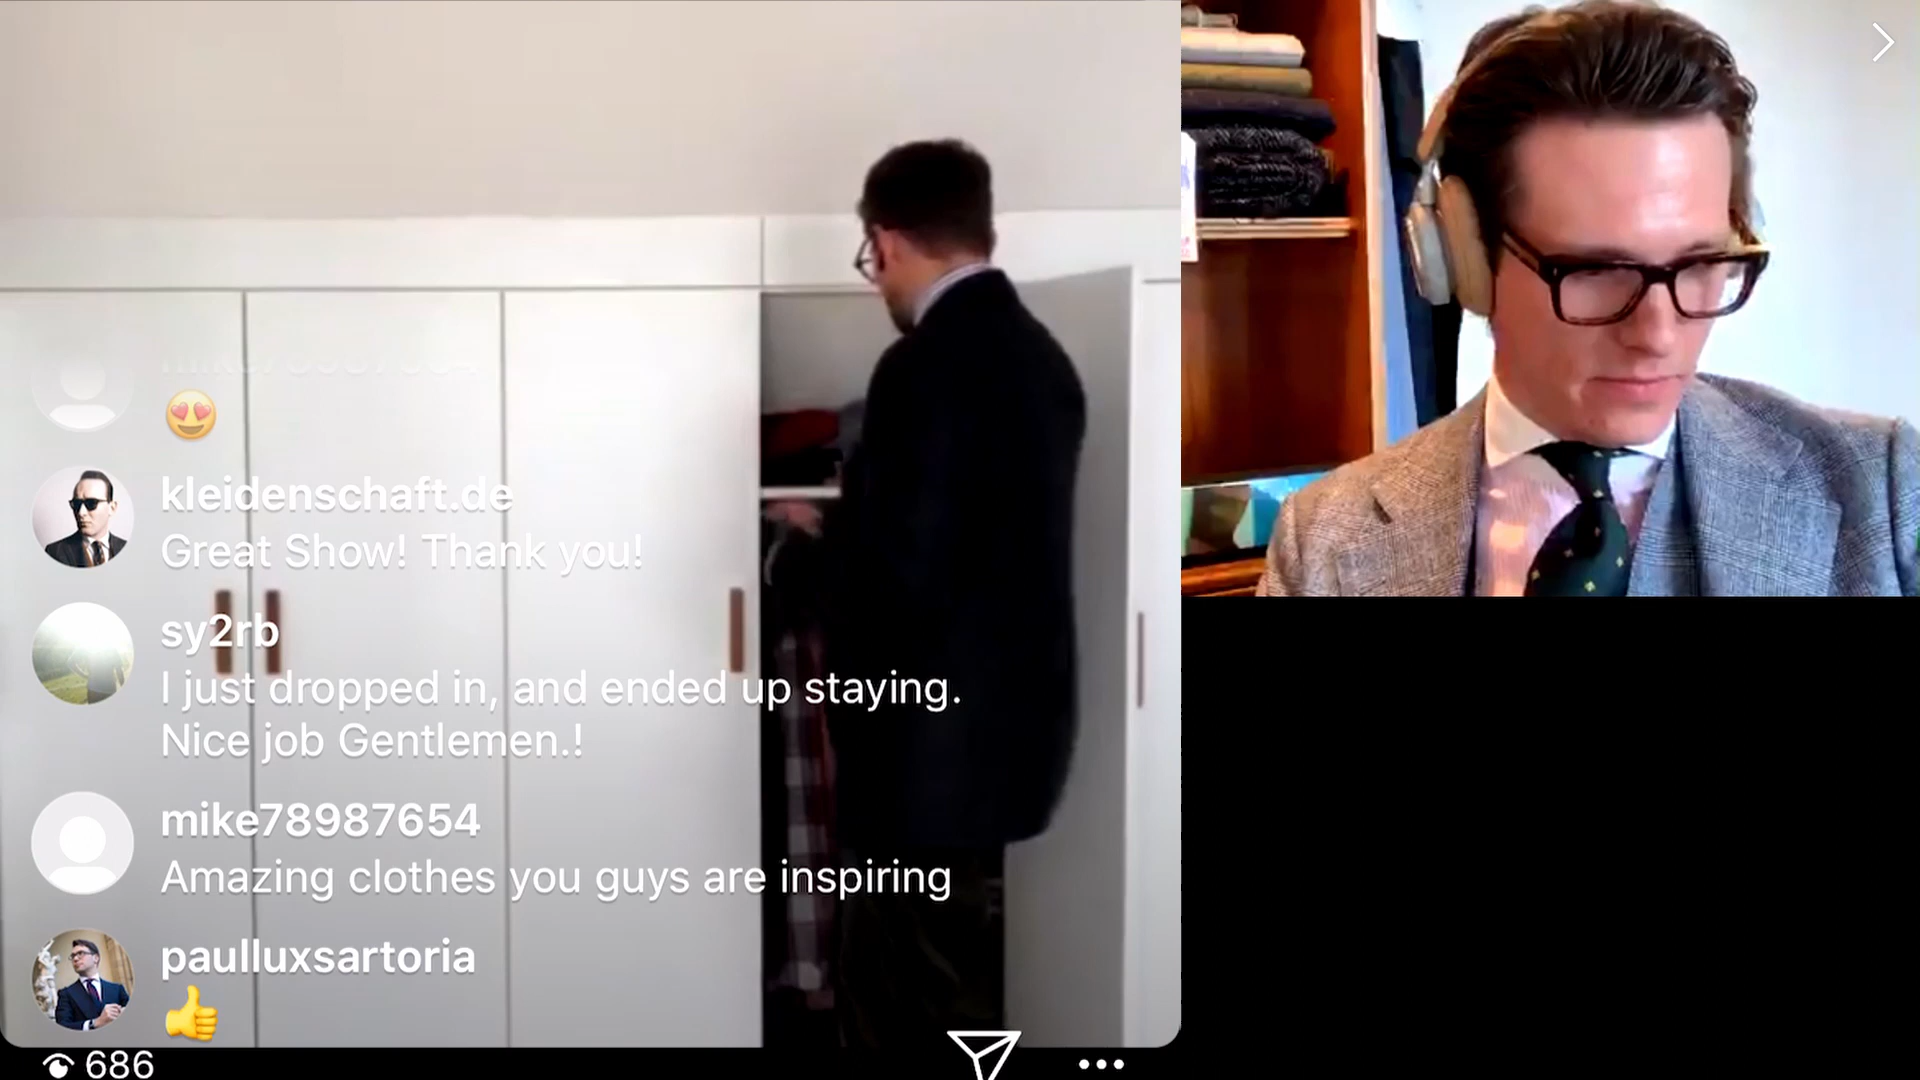 😍
kleidenschaft.de
Great Show! Thank you!
sy2rb
I just dropped in, and ended up staying.
Nice job Gentlemen.!
mike78987654
Amazing clothes you guys are inspiring
paulluxsartoria
👍
686